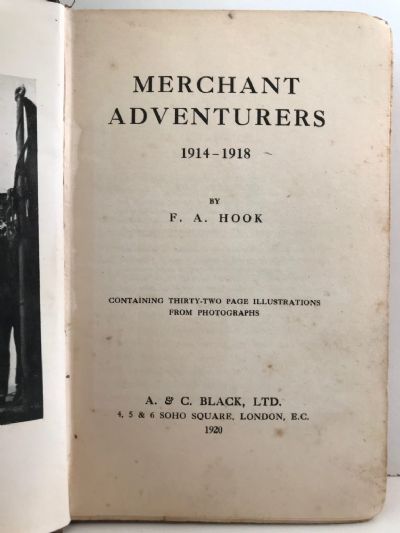 MERCHANT
ADVENTURERS
1914-1918
BY
F. A. HOOK
CONTAINING THIRTY-TWO PAGE ILLUSTRATIONS
FROM PHOTOGRAPHS
A. & C. BLACK, LTD.
4, 5 & 6 SOHO SQUARE, LONDON, E.C.
1920